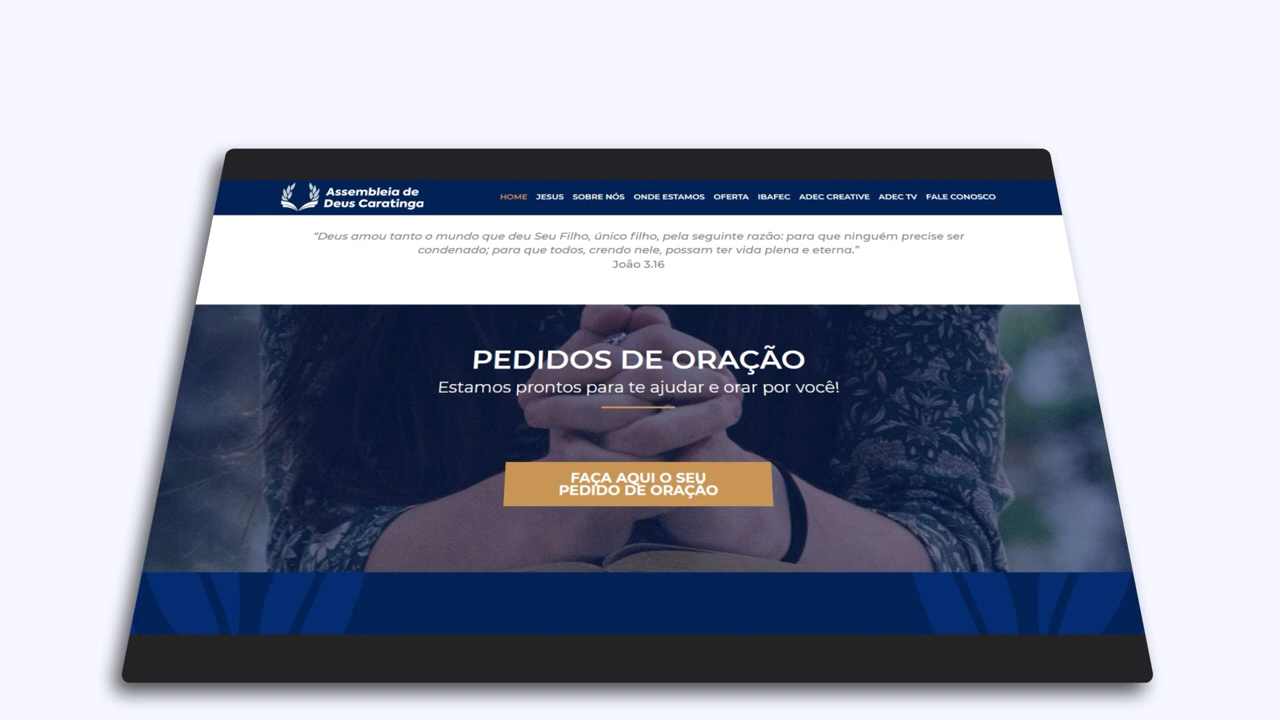 Assembleia de
Deus Caratinga
HOME JESUS SOBRE NÓS ONDE ESTAMOS OFERTA IBAFEC ADEC CREATIVE ADEC TV FALE CONOSCO
“Deus amou tanto o mundo que deu Seu Filho, único filho, pela seguinte razão: para que ninguém precise ser
condenado; para que todos, crendo nele, possam ter vida plena e eterna.”
João 3.16
PEDIDOS DE ORAÇÃO
Estamos prontos para te ajudar e orar por você!
FAÇA AQUI O SEU
PEDIDO DE ORAÇÃO